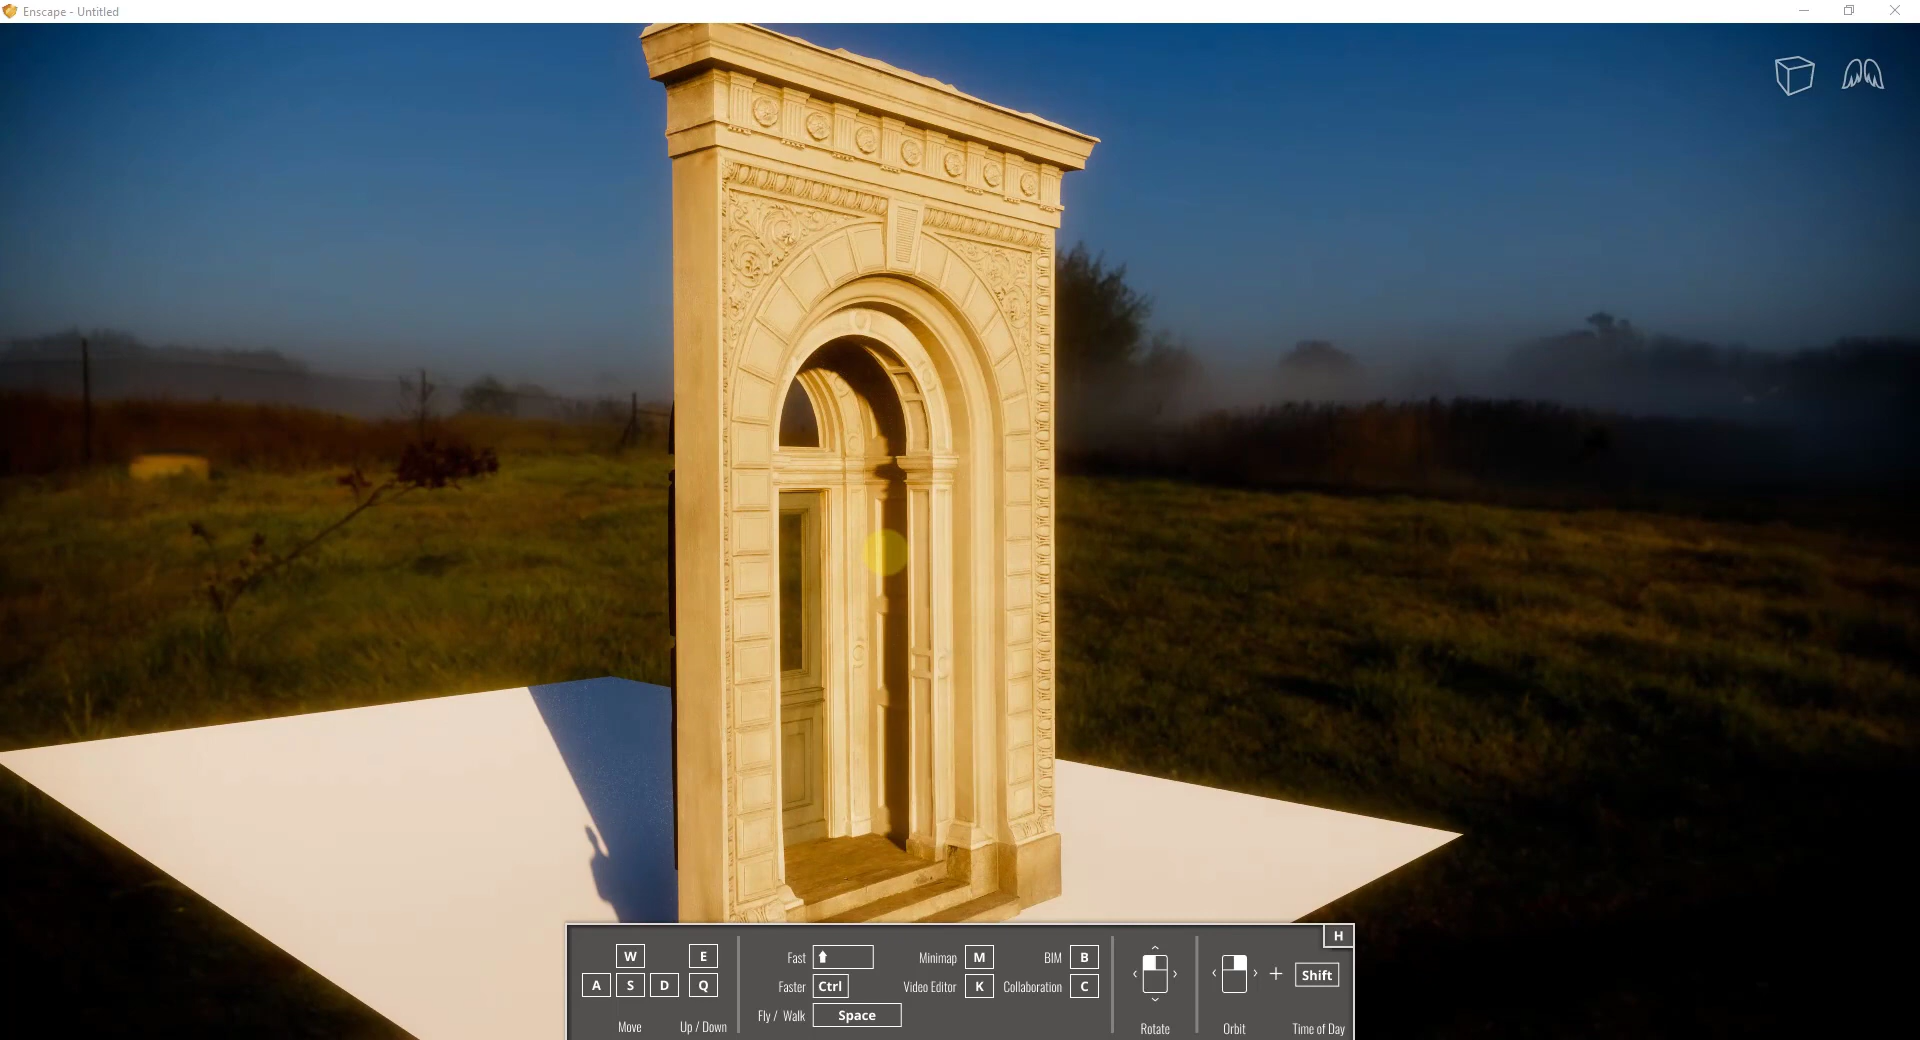 Enscape - Untitled
H
W E
A S D Q
Move Up / Down
Fast
Faster Ctrl
Fly / Walk Space
Minimap M BIM B
Video Editor K Collaboration C
Rotate
Orbit
+ Shift
Time of Day